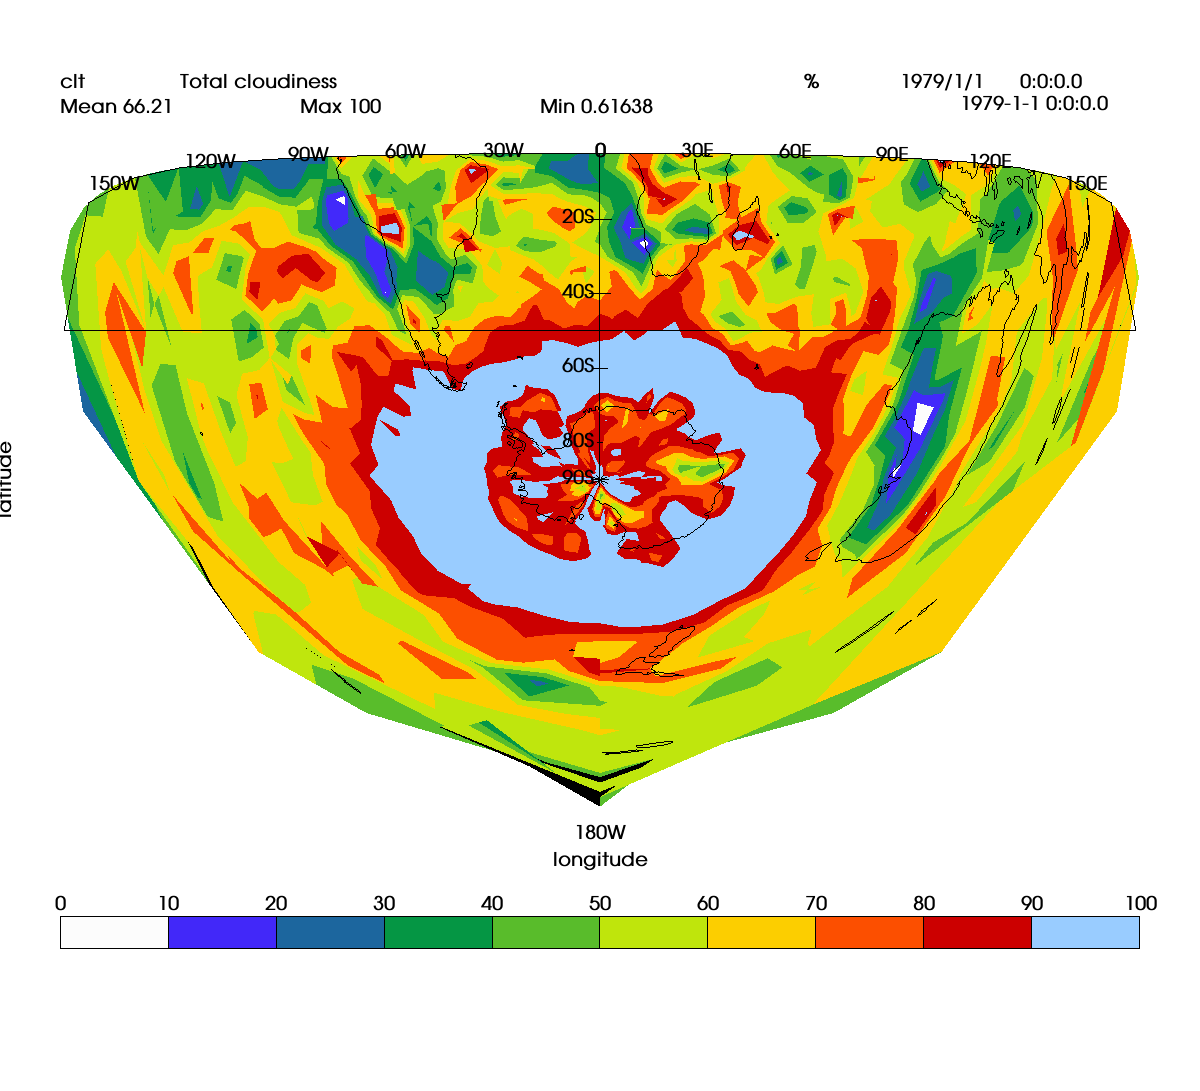 clt Total cloudiness % 1979/1/1 0:0:0.0
Mean 66.21 Max 100 Min 0.61638 1979-1-1 0:0:0.0
150W 120W 90W 60W 30W 0 30E 60E 90E 120E 150E
20S
40S
60S
80S
90S
latitude
180W
longitude
0 10 20 30 40 50 60 70 80 90 100